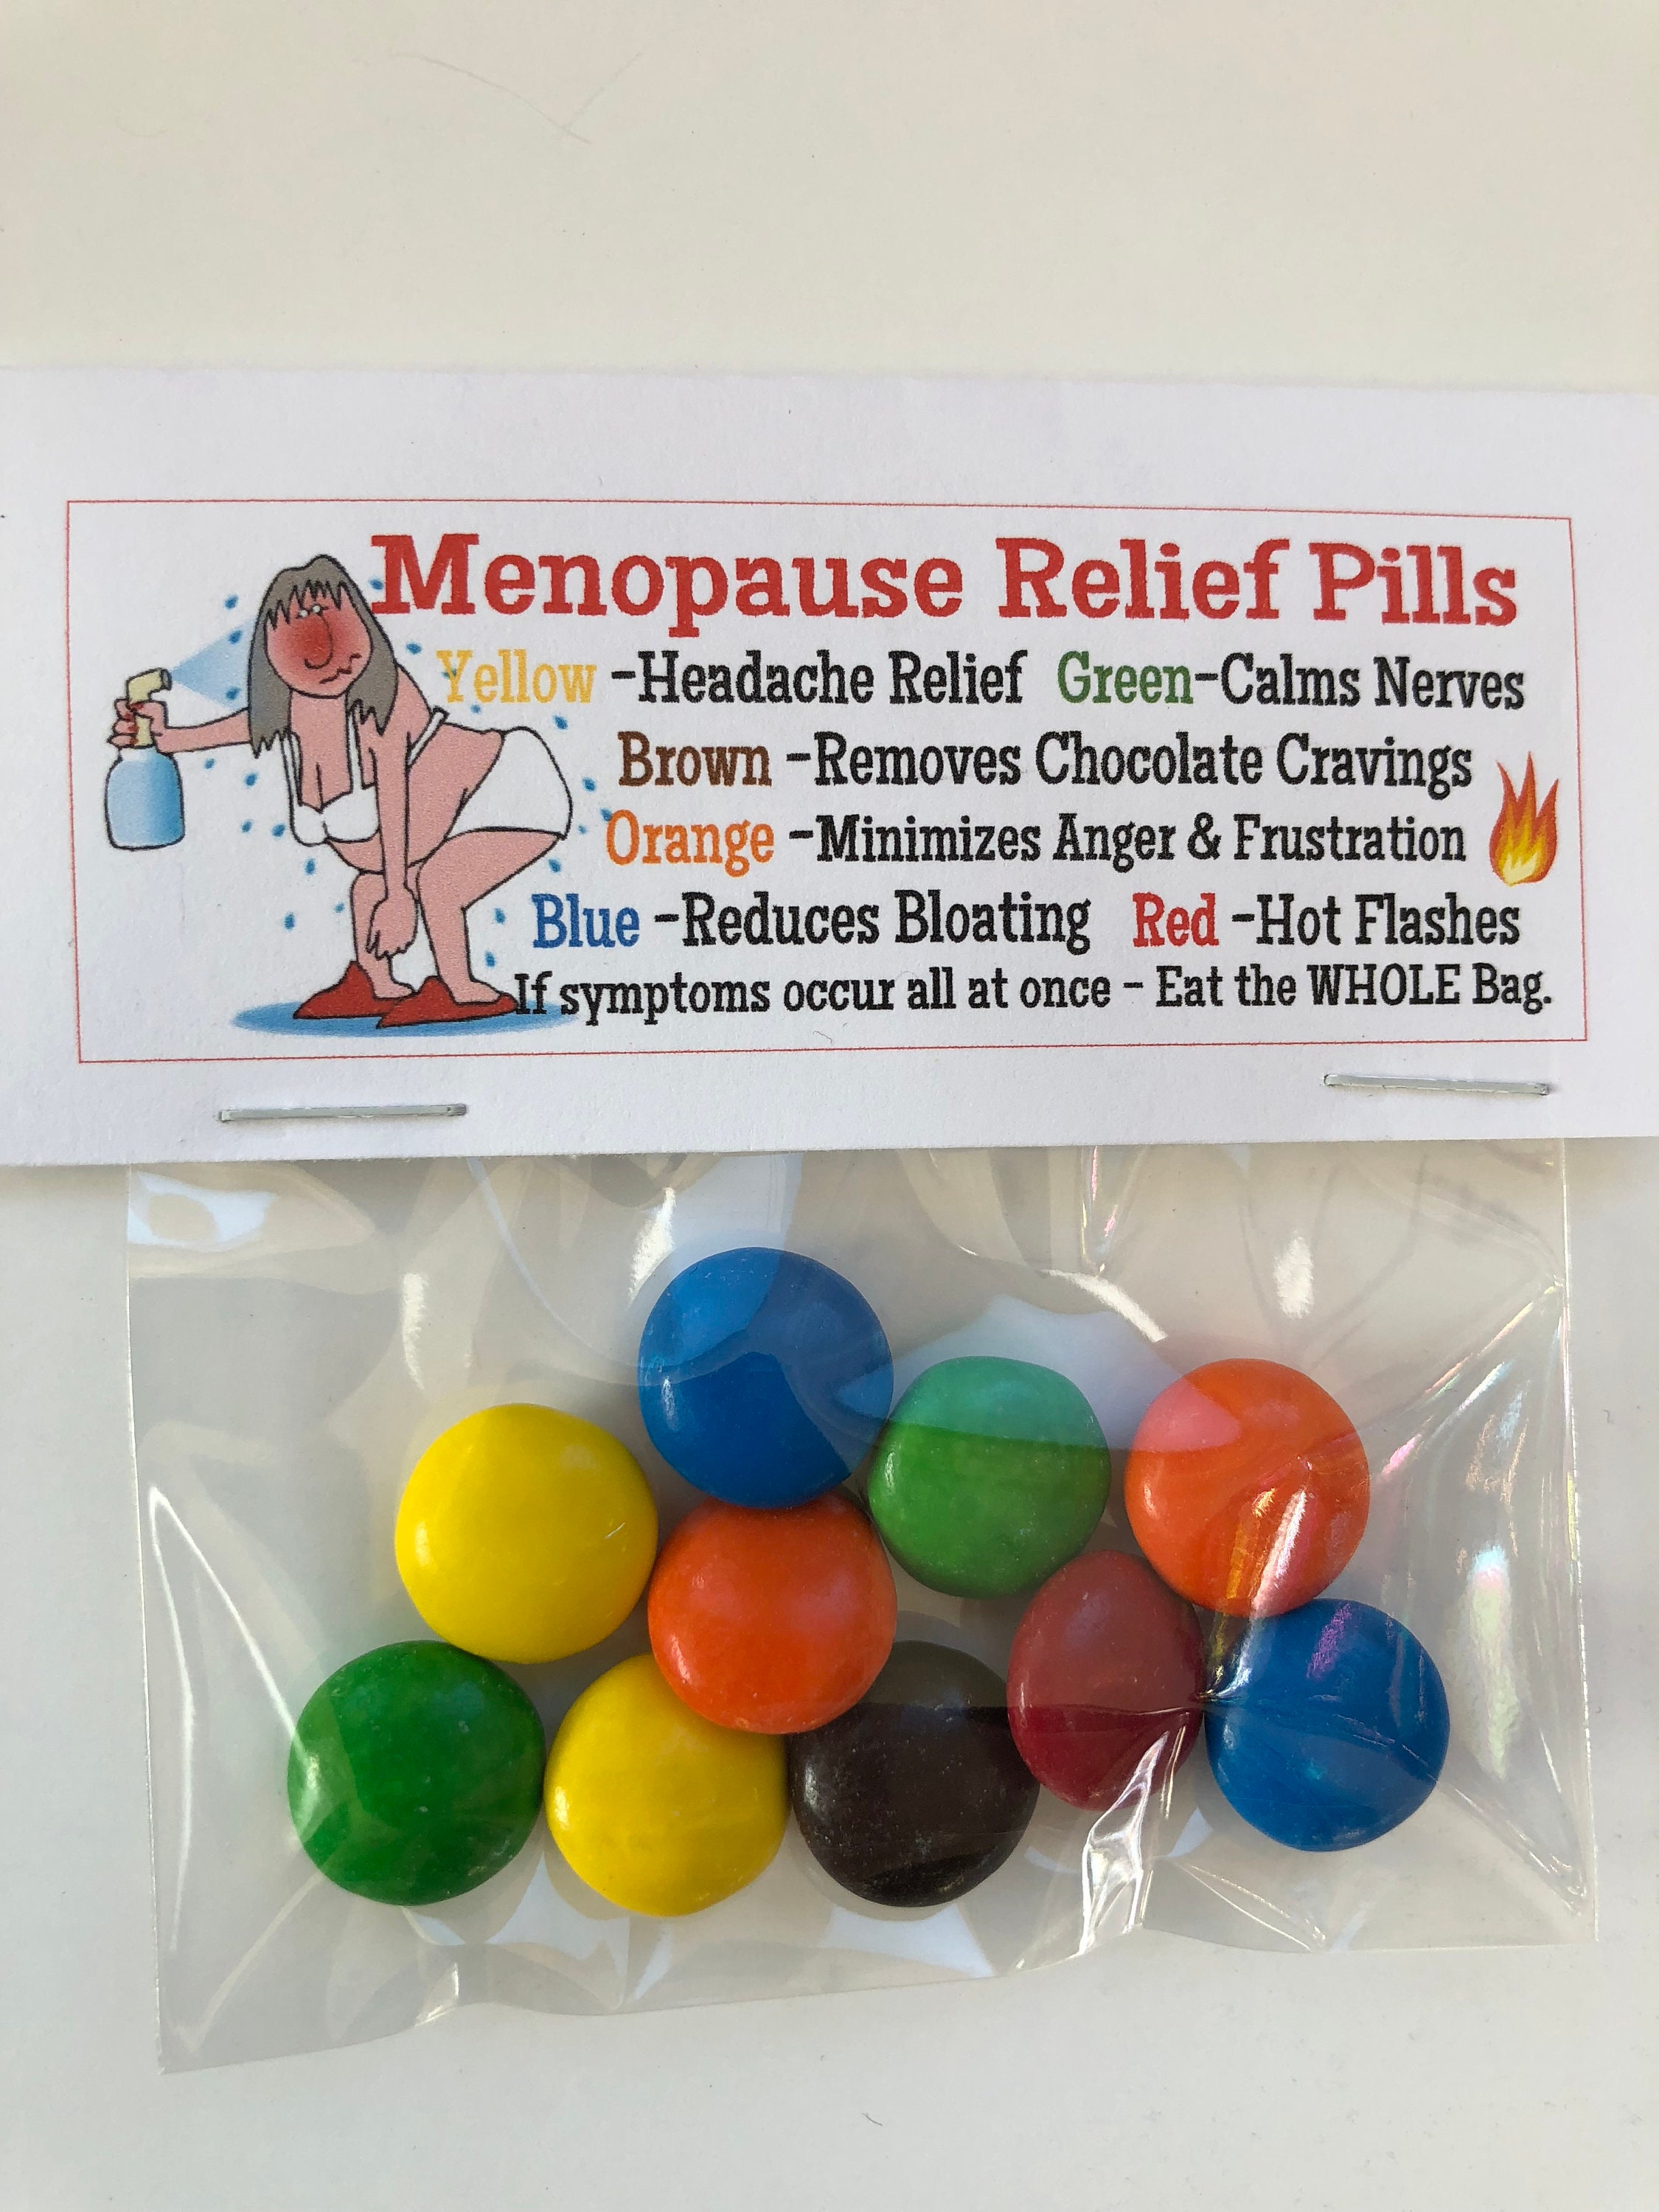 Menopause Relief Pills
Yellow -Headache Relief Green-Calms Nerves
Brown -Removes Chocolate Cravings
Orange -Minimizes Anger & Frustration
Blue -Reduces Bloating Red -Hot Flashes
If symptoms occur all at once - Eat the WHOLE Bag.